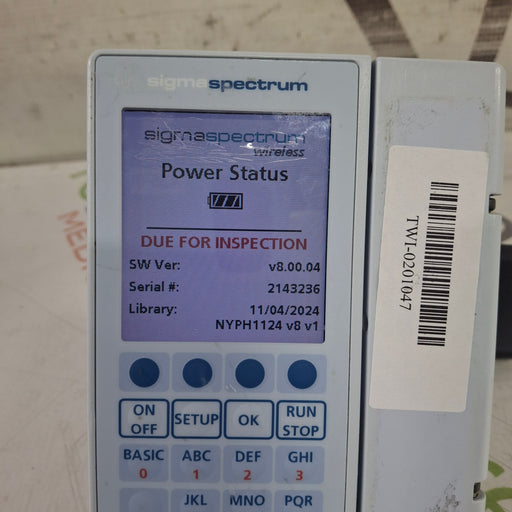 sigmaspectrum
sigmaspectrum
wireless
Power Status
DUE FOR INSPECTION
SW Ver: v8.00.04
Serial #: 2143236
Library: 11/04/2024
NYPH1124 v8 v1
ON OFF SETUP OK RUN STOP
BASIC 0 ABC 1 DEF 2 GHI 3
JKL MNO PQR
TWI-0201047